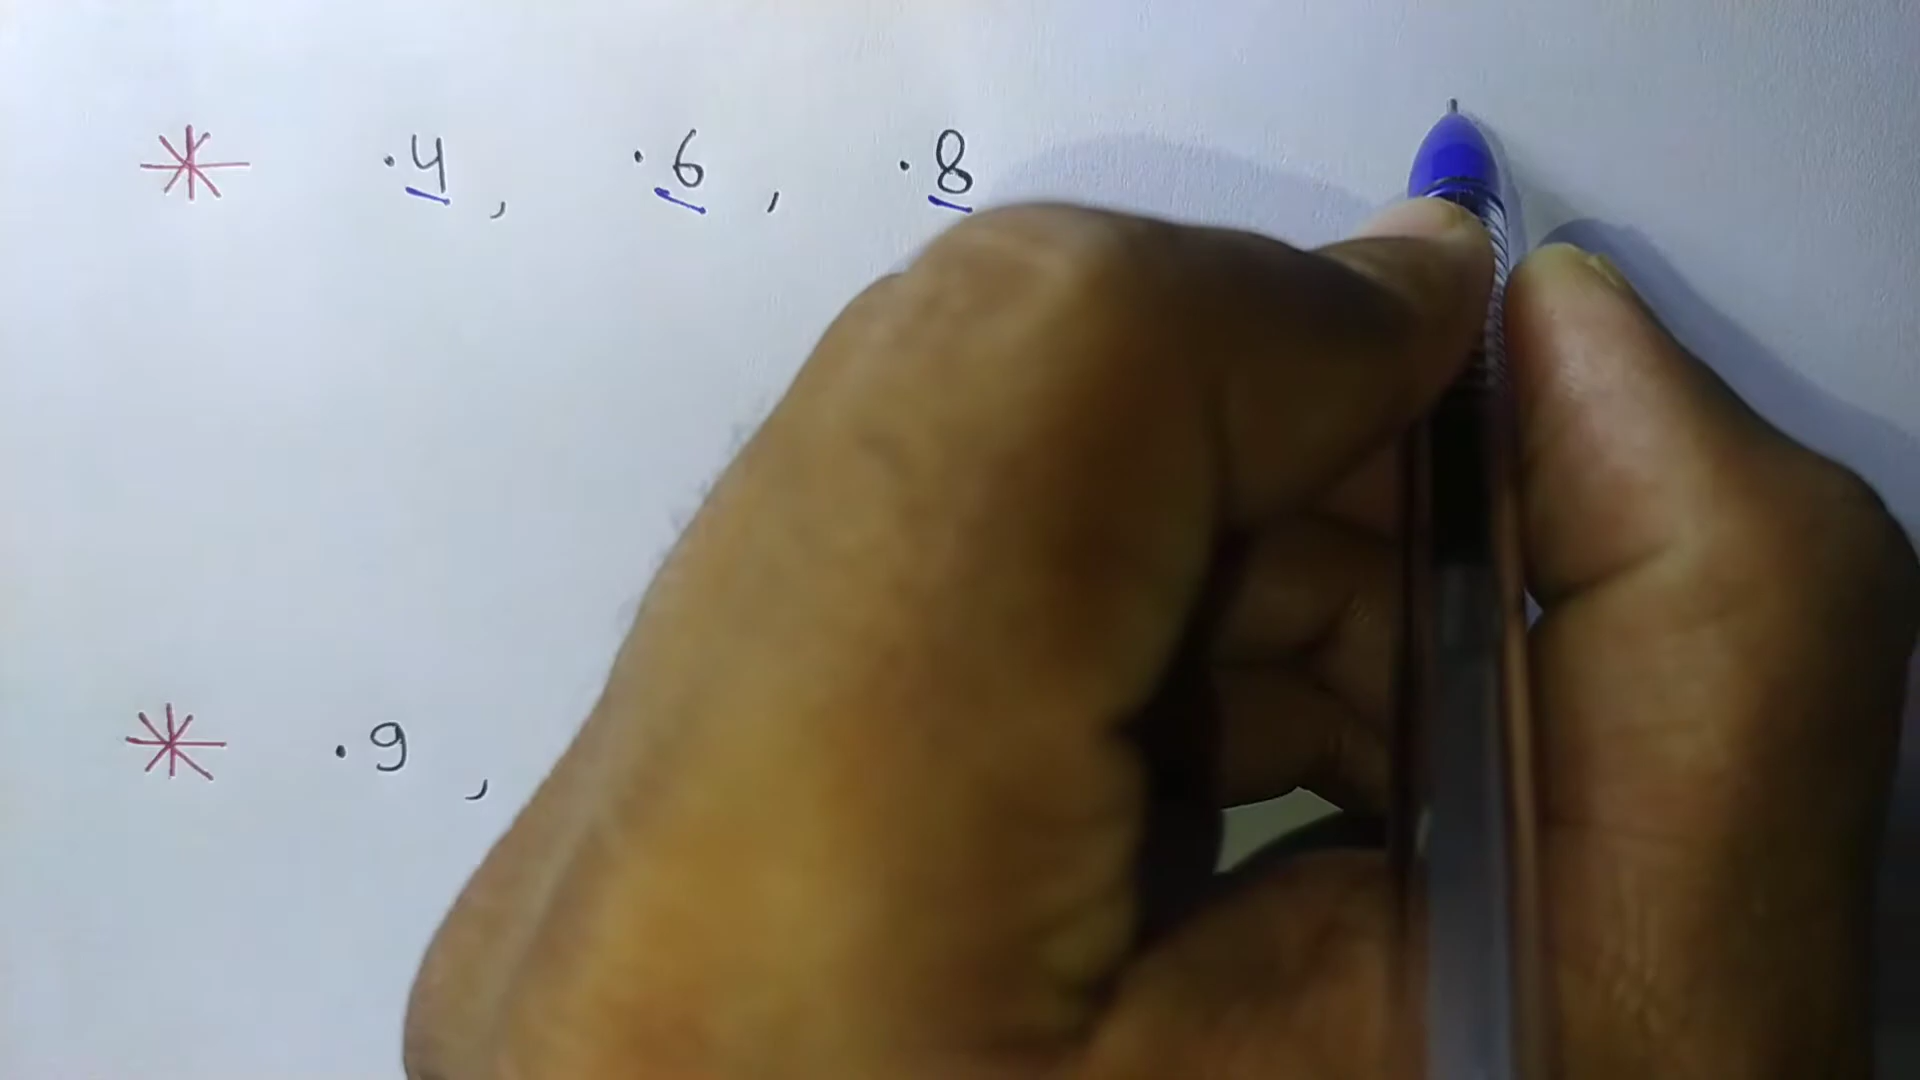 * .4 , .6 , .8
* .9 ,